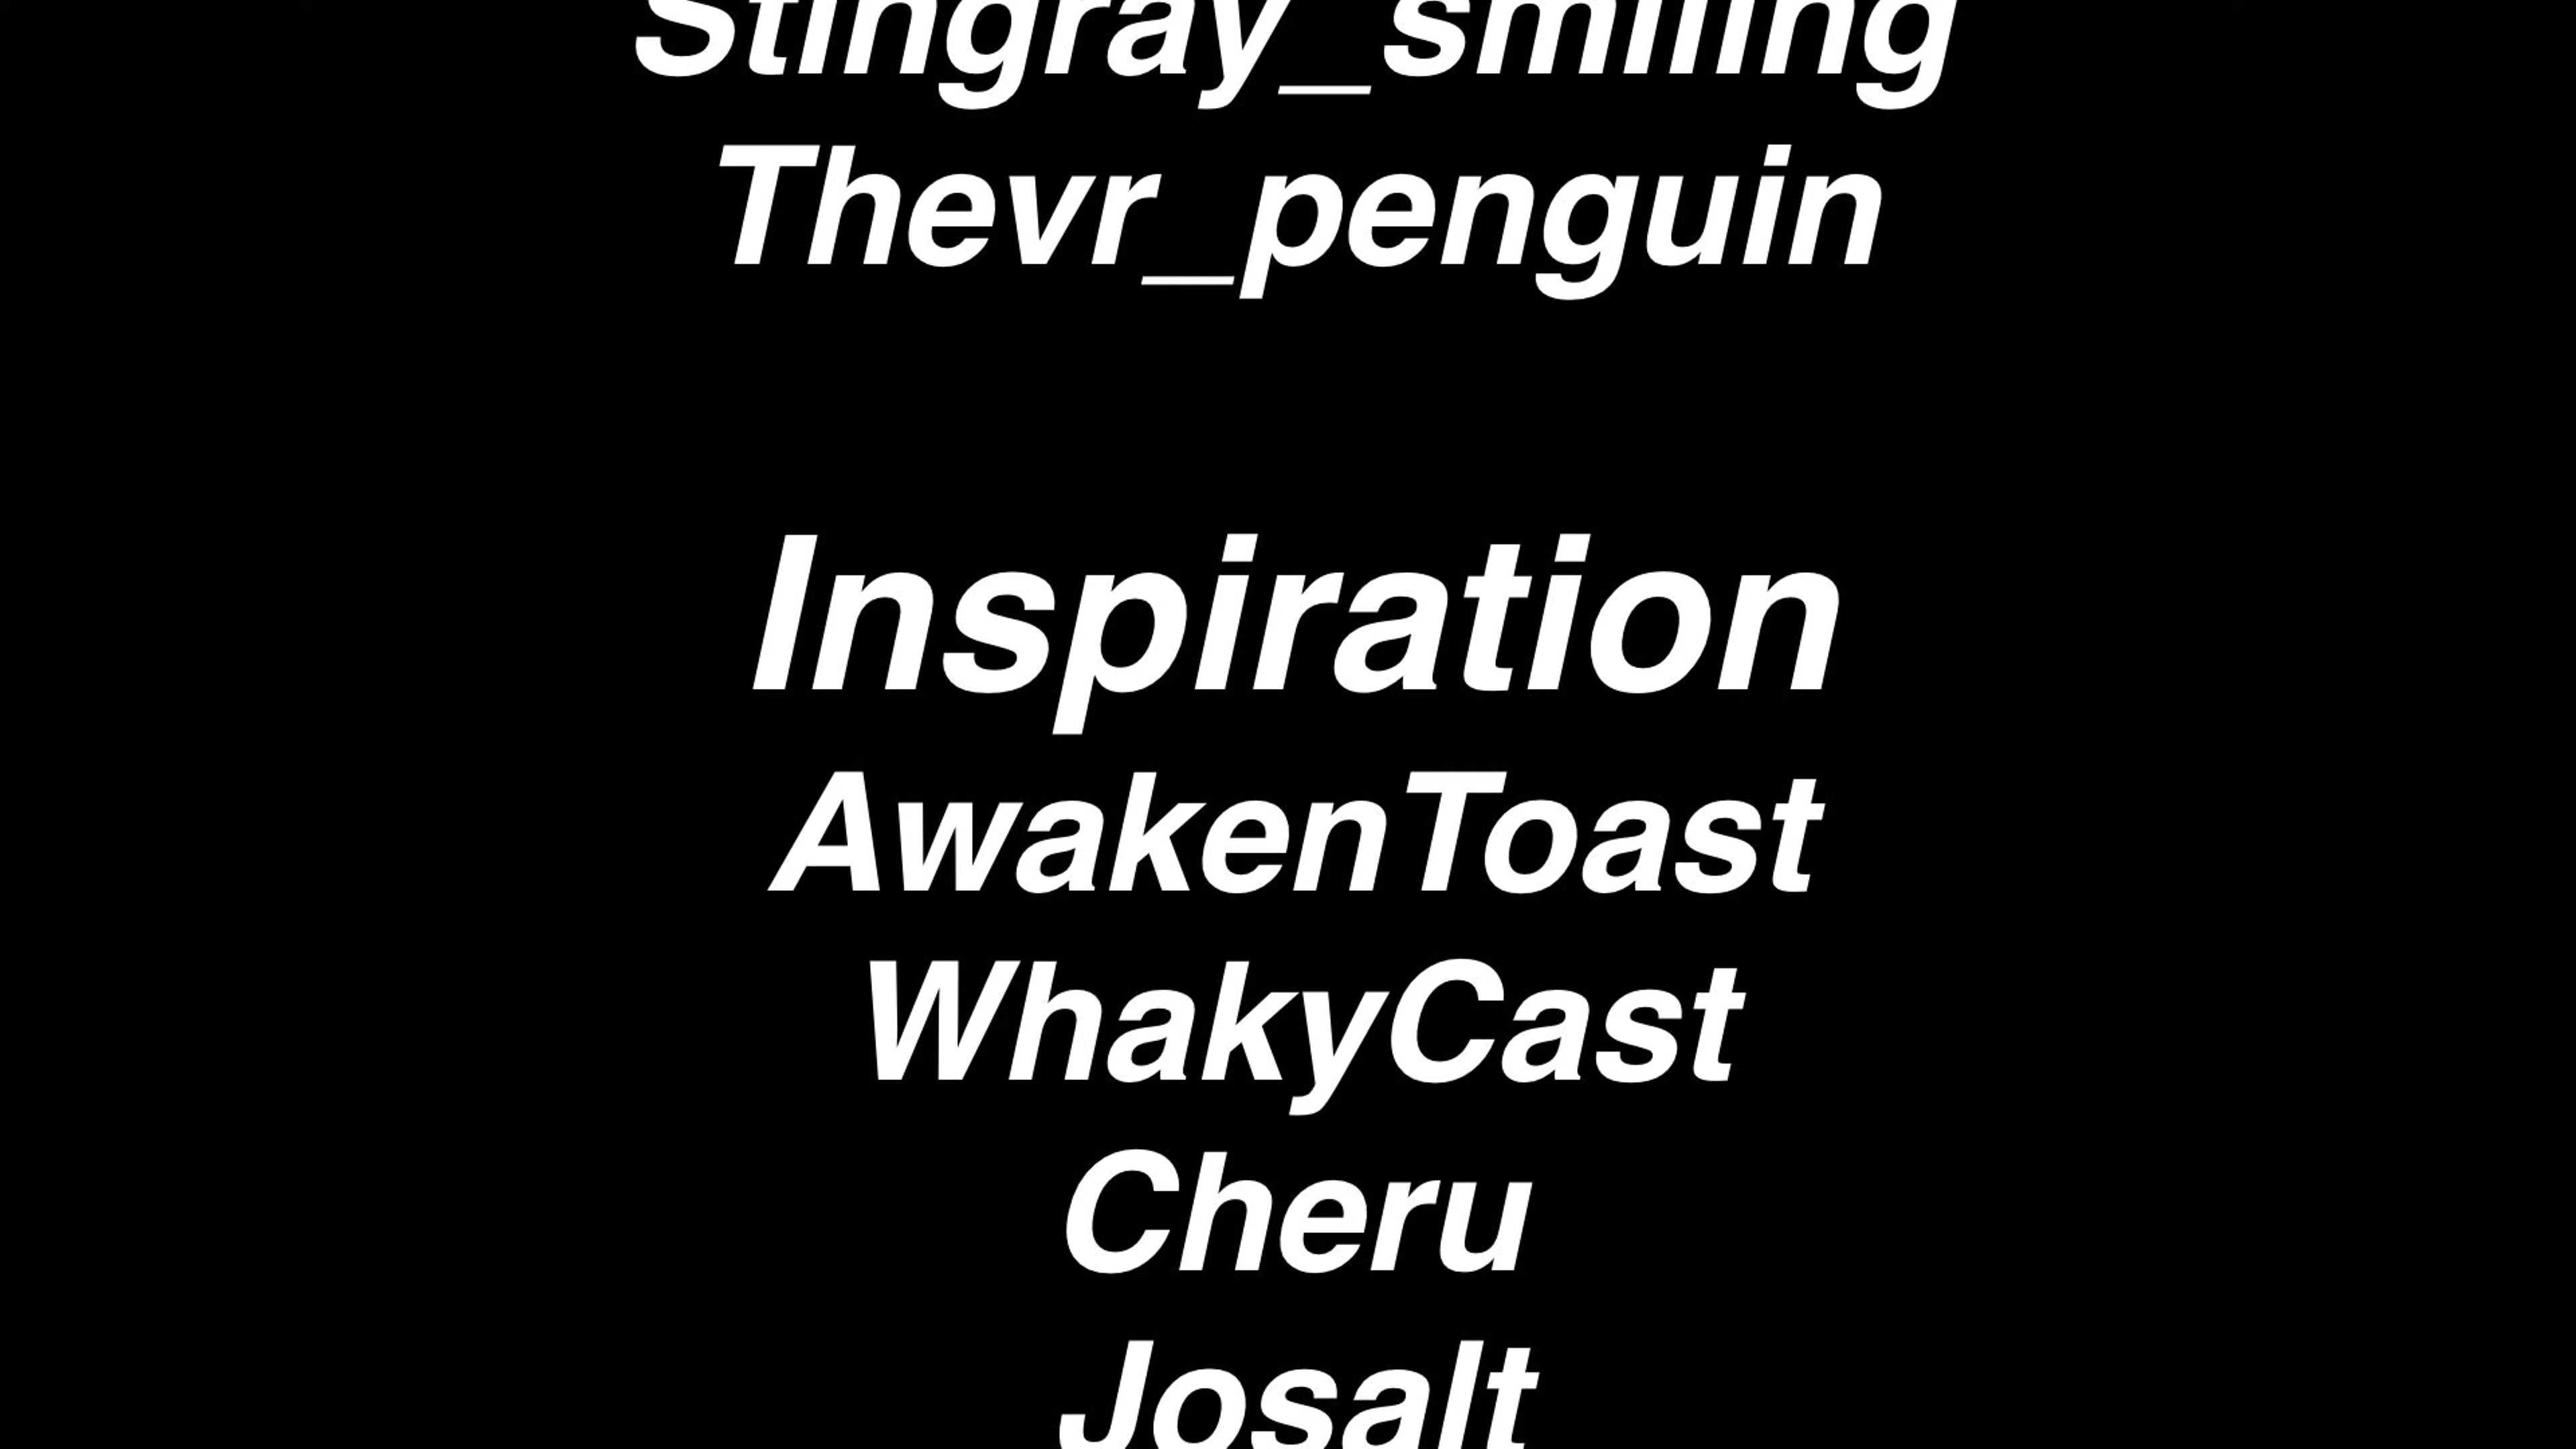 Stingray_smiling
Thevr_penguin
Inspiration
AwakenToast
WhakyCast
Cheru
Josalt